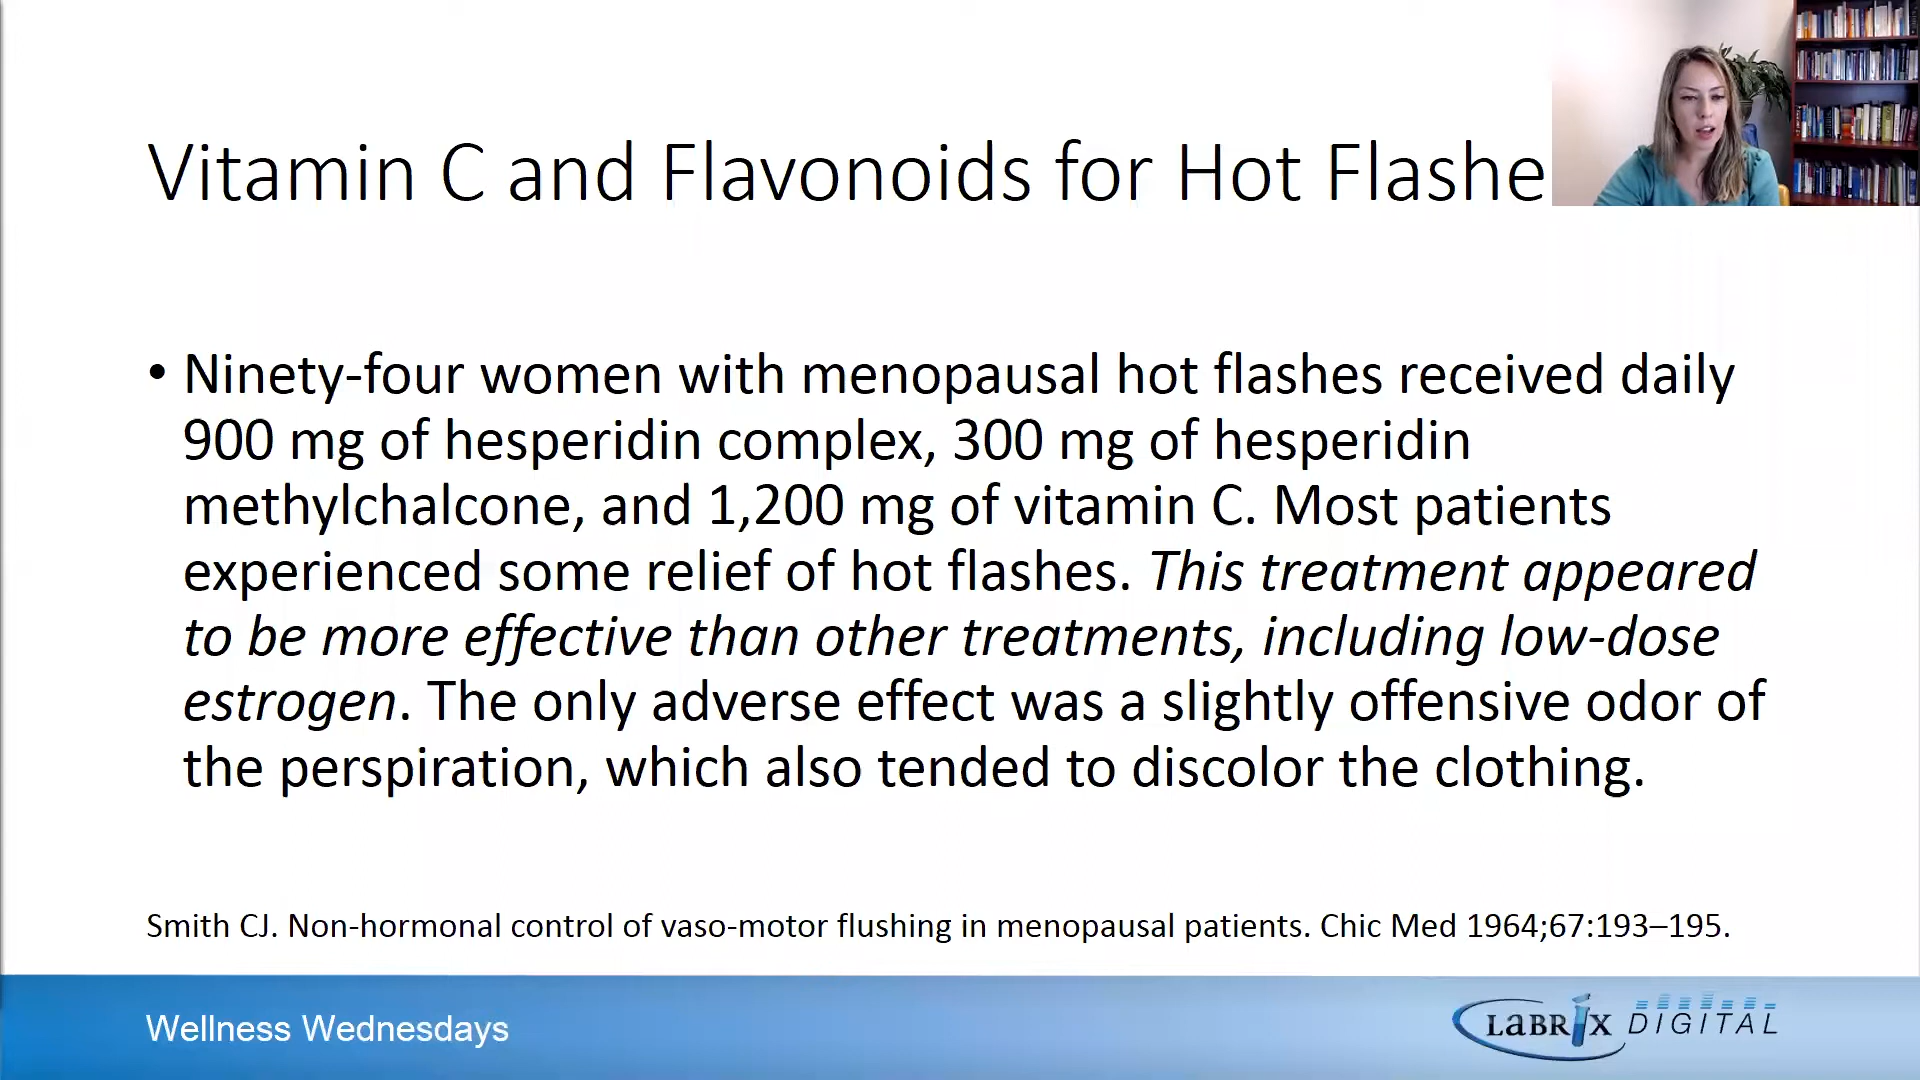 Vitamin C and Flavonoids for Hot Flashe
• Ninety-four women with menopausal hot flashes received daily
900 mg of hesperidin complex, 300 mg of hesperidin
methylchalcone, and 1,200 mg of vitamin C. Most patients
experienced some relief of hot flashes. This treatment appeared
to be more effective than other treatments, including low-dose
estrogen. The only adverse effect was a slightly offensive odor of
the perspiration, which also tended to discolor the clothing.
Smith CJ. Non-hormonal control of vaso-motor flushing in menopausal patients. Chic Med 1964;67:193–195.
Wellness Wednesdays
LABRIX DIGITAL